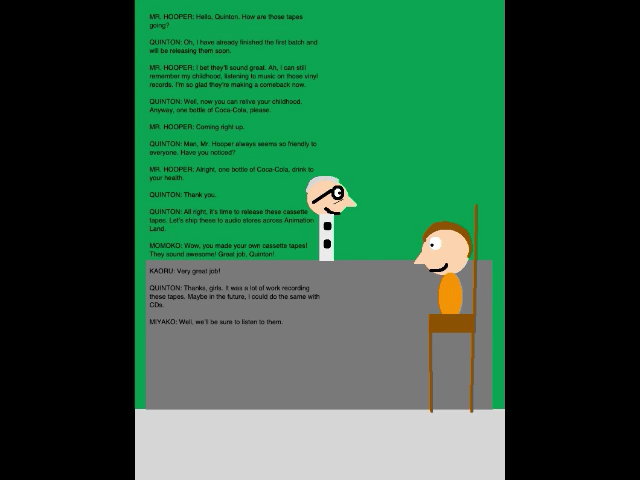 MR. HOOPER: Hello, Quinton. How are those tapes
going?
QUINTON: Oh, I have already finished the first batch and
will be releasing them soon.
MR. HOOPER: I bet they'll sound great. Ah, I can still
remember my childhood, listening to music on those vinyl
records. I'm so glad they're making a comeback now.
QUINTON: Well, now you can relive your childhood.
Anyway, one bottle of Coca-Cola, please.
MR. HOOPER: Coming right up.
QUINTON: Man, Mr. Hooper always seems so friendly to
everyone. Have you noticed?
MR. HOOPER: Alright, one bottle of Coca-Cola, drink to
your health.
QUINTON: Thank you.
QUINTON: All right, it's time to release these cassette
tapes. Let's ship these to audio stores across Animation
Land.
MOMOKO: Wow, you made your own cassette tapes!
They sound awesome! Great job, Quinton!
KAORU: Very great job!
QUINTON: Thanks, girls. It was a lot of work recording
these tapes. Maybe in the future, I could do the same with
CDs.
MIYAKO: Well, we'll be sure to listen to them.